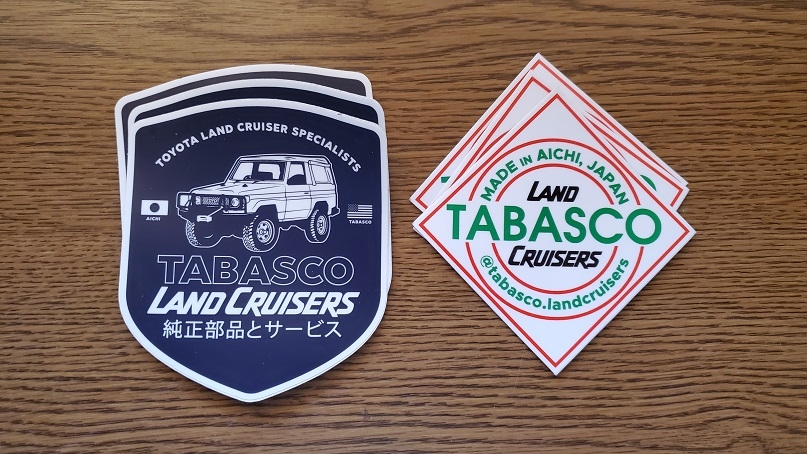 TOYOTA LAND CRUISER SPECIALISTS
AICHI
TABASCO
TABASCO
LAND CRUISERS
純正部品とサービス
MADE IN AICHI, JAPAN
LAND
TABASCO
CRUISERS
@tabasco.landcruisers